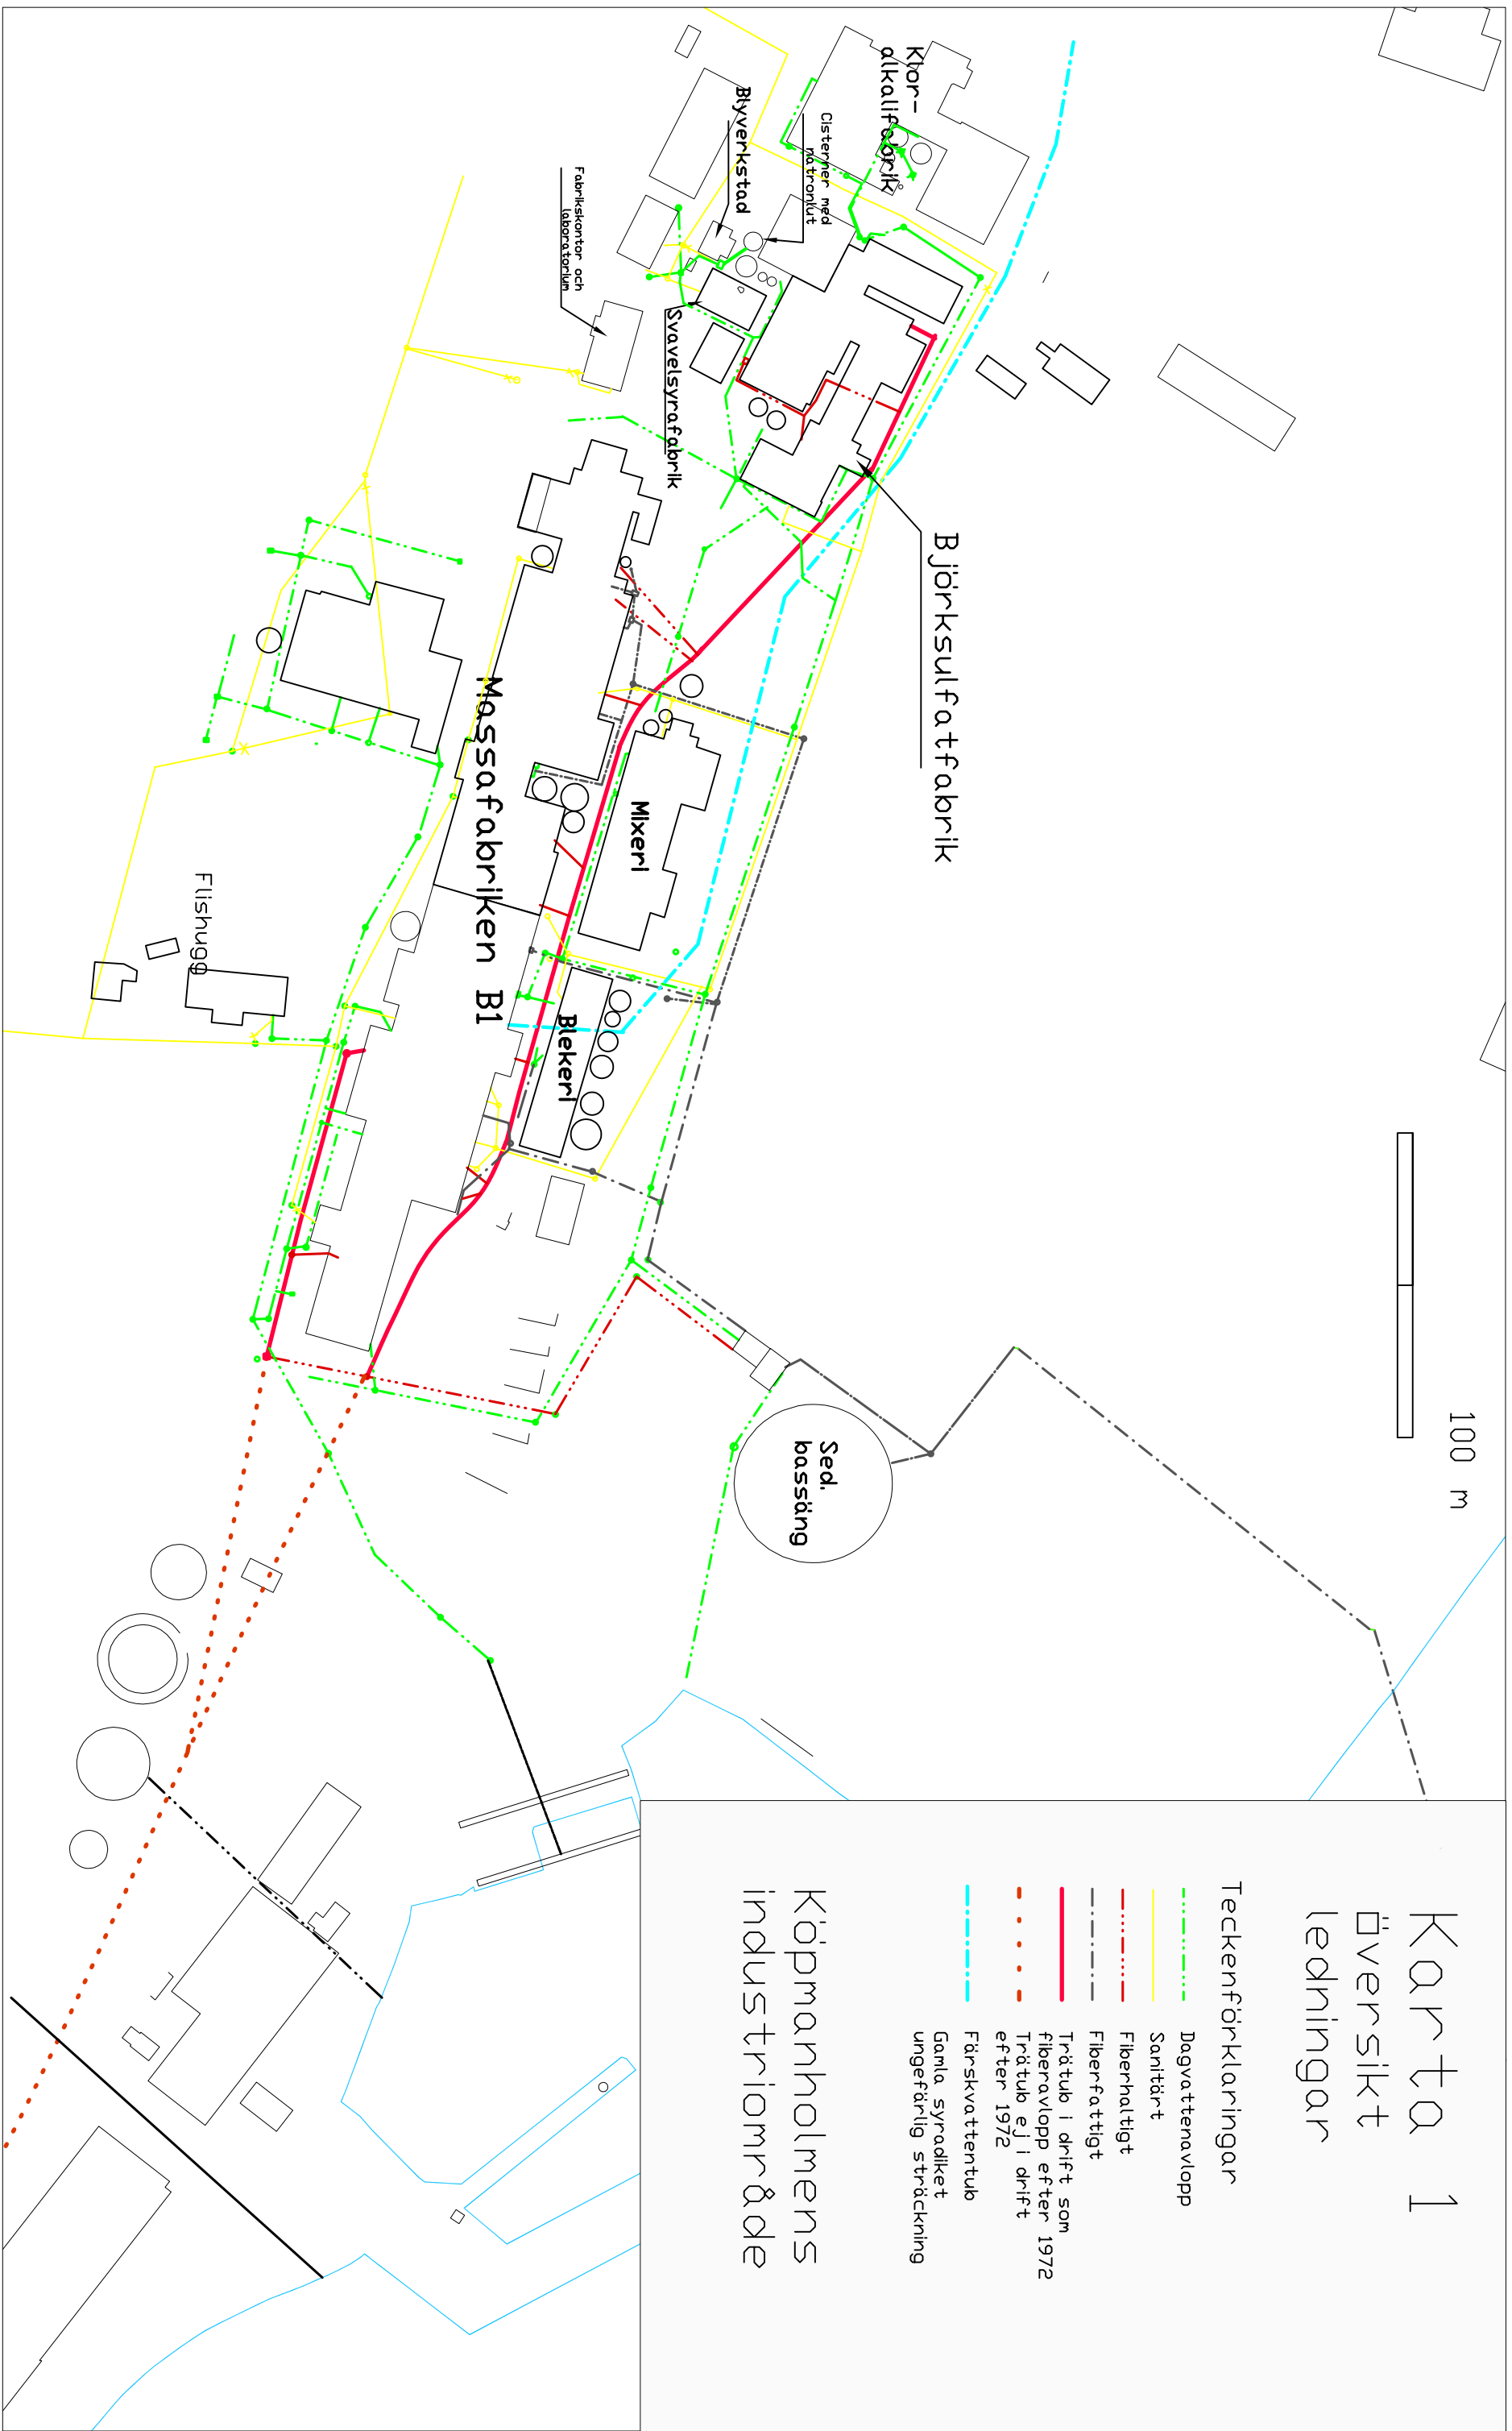 Karta 1
översikt
ledningar
Teckenförklaringar
Dagvattenavlopp
Sanitärt
Fiberhaltigt
Fiberfattigt
Trätub i drift som
fiberavlopp efter 1972
Trätub ej i drift
efter 1972
Färskvattentub
Gamla syradiket
ungefärlig sträckning
Köpmanholmens
industriområde
100 m
Björksulfatfabrik
Klor-
alkalifabrik
Cisterner med
natronlut
Blyverkstad
Svavelsyrafabrik
Fabrikskontor och
laboratorium
Mixeri
Massafabriken B1
Blekeri
Flishugg
Sed.
bassäng